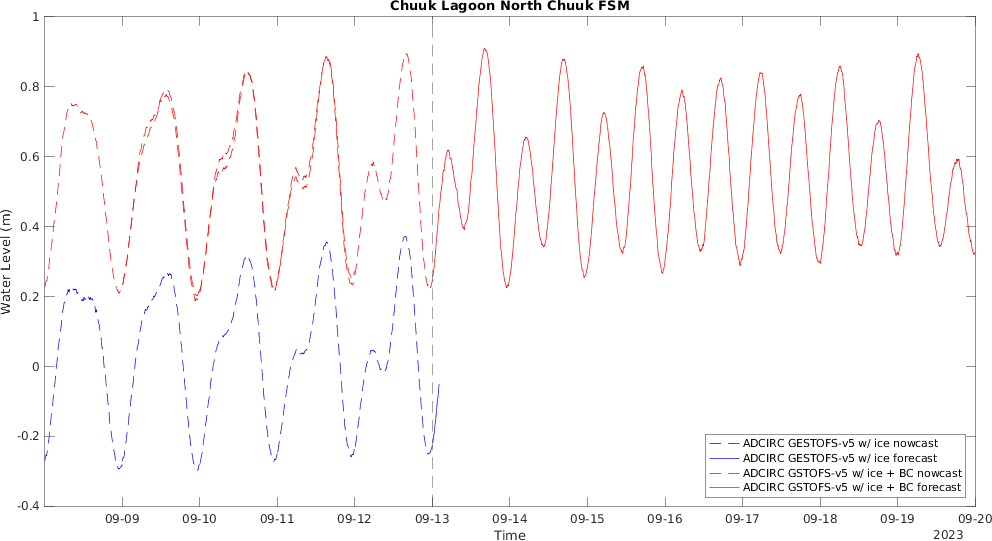 Chuuk Lagoon North Chuuk FSM
1
0.8
0.6
0.4
0.2
0
-0.2
-0.4
Water Level (m)
ADCIRC GESTOFS-v5 w/ ice nowcast
ADCIRC GESTOFS-v5 w/ ice forecast
ADCIRC GSTOFS-v5 w/ ice + BC nowcast
ADCIRC GSTOFS-v5 w/ ice + BC forecast
09-09 09-10 09-11 09-12 09-13 09-14 09-15 09-16 09-17 09-18 09-19 09-20
Time
2023